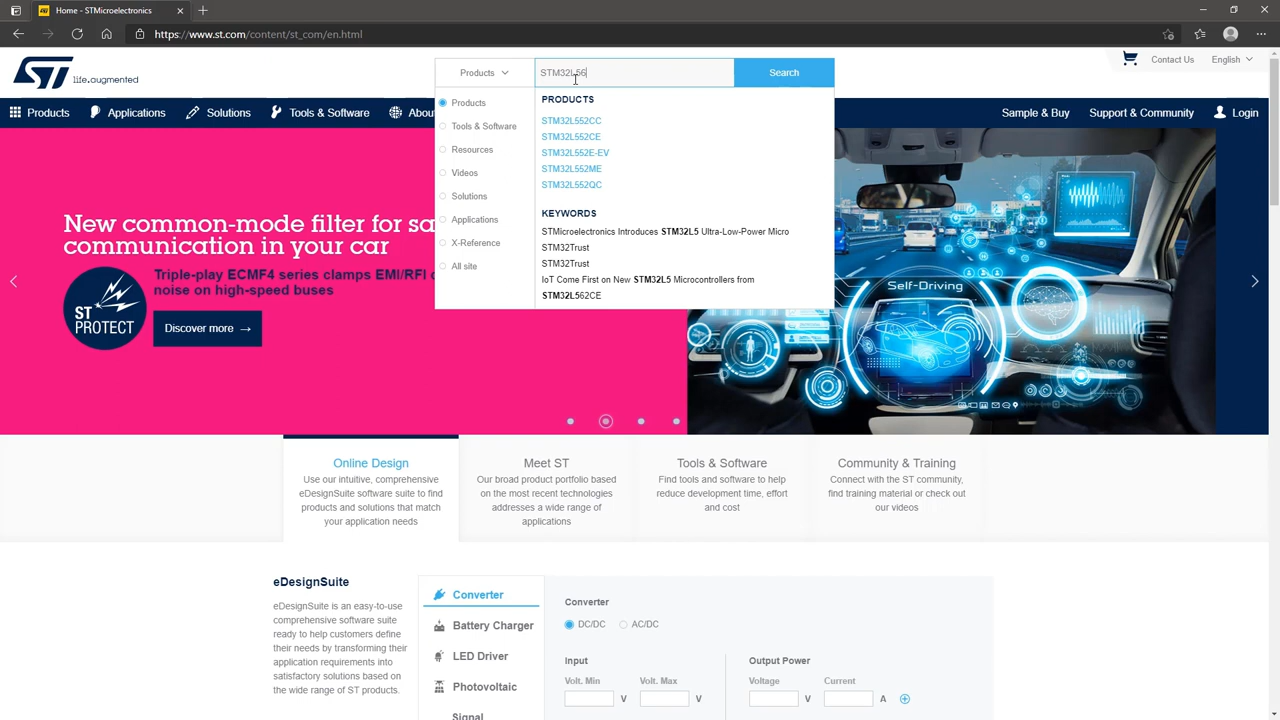 Home - STMicroelectronics
https://www.st.com/content/st_com/en.html
ST life.augmented
Products
STM32L56
Search
Contact Us
English
Products
Applications
Solutions
Tools & Software
Abou
Sample & Buy
Support & Community
Login
Products
Tools & Software
Resources
Videos
Solutions
Applications
X-Reference
All site
PRODUCTS
STM32L552CC
STM32L552CE
STM32L552E-EV
STM32L552ME
STM32L552QC
KEYWORDS
STMicroelectronics Introduces STM32L5 Ultra-Low-Power Micro
STM32Trust
STM32Trust
IoT Come First on New STM32L5 Microcontrollers from
STM32L562CE
New common-mode filter for sa
communication in your car
Triple-play ECMF4 series clamps EMI/RFI
noise on high-speed buses
ST
PROTECT
Discover more →
Self-Driving
Online Design
Use our intuitive, comprehensive
eDesignSuite software suite to find
products and solutions that match
your application needs
Meet ST
Our broad product portfolio based
on the most recent technologies
addresses a wide range of
applications
Tools & Software
Find tools and software to help
reduce development time, effort
and cost
Community & Training
Connect with the ST community,
find training material or check out
our videos
eDesignSuite
eDesignSuite is an easy-to-use
comprehensive software suite
ready to help customers define
their needs by transforming their
application requirements into
satisfactory solutions based on
the wide range of ST products.
Converter
Battery Charger
LED Driver
Photovoltaic
Signal
Converter
DC/DC
AC/DC
Input
Volt. Min
Volt. Max
V
V
Output Power
Voltage
Current
V
A